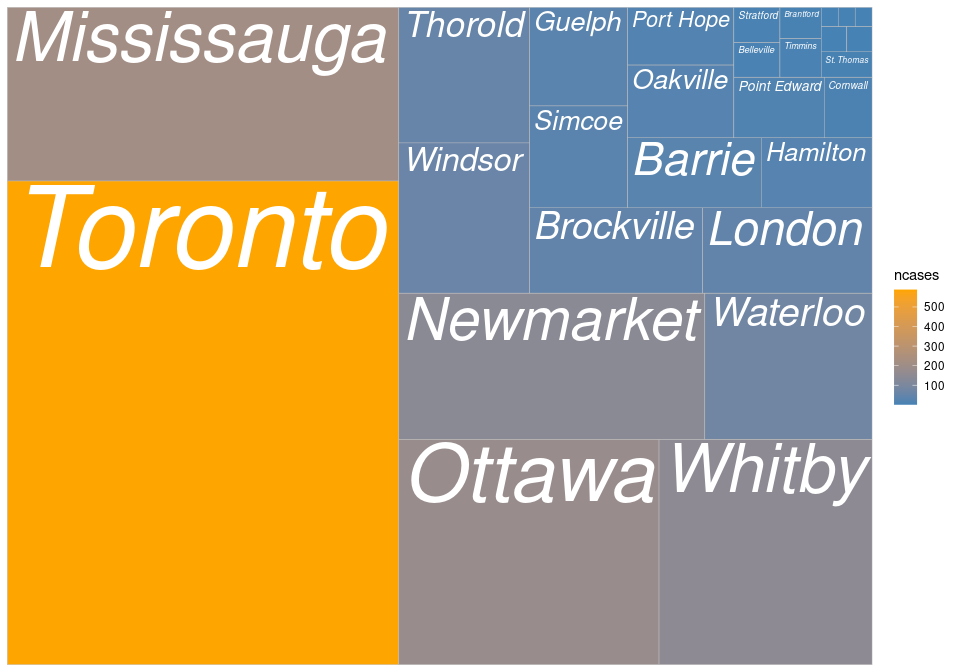 Mississauga
Toronto
Thorold
Windsor
Guelph
Simcoe
Port Hope
Oakville
Stratford
Brantford
Belleville
Timmins
St. Thomas
Point Edward
Cornwall
Barrie
Hamilton
Brockville
London
Newmarket
Waterloo
Ottawa
Whitby
ncases
500
400
300
200
100